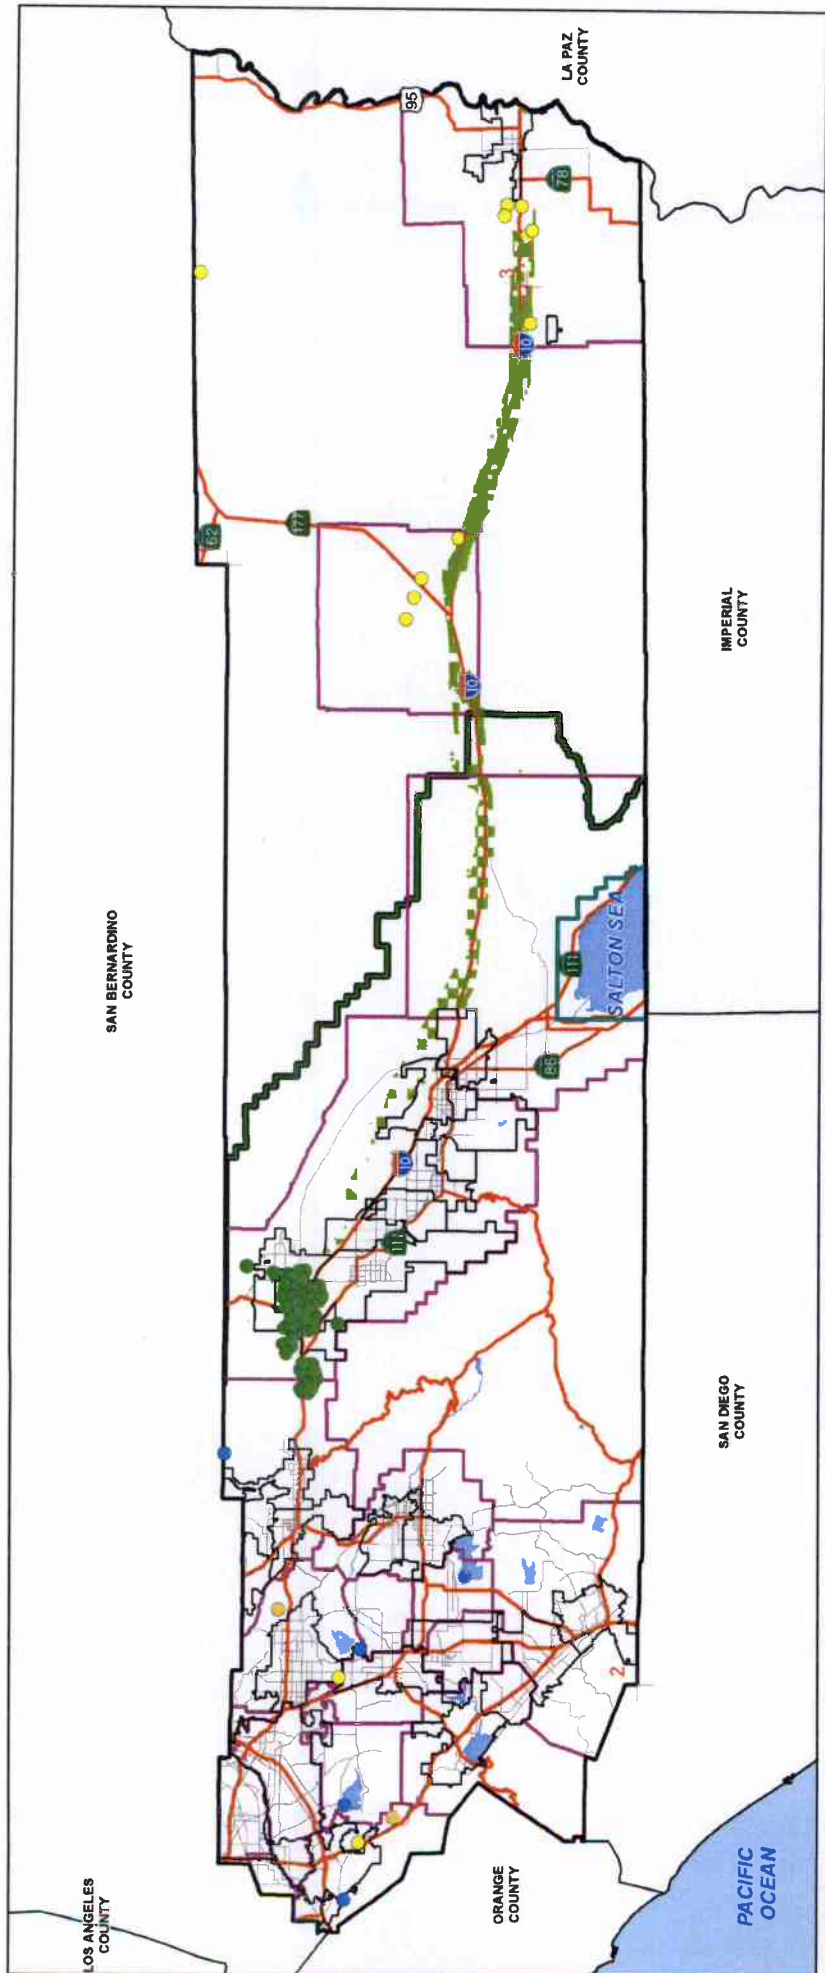 LOS ANGELES
COUNTY
SAN BERNARDINO
COUNTY
62
177
95
111
10
10
10
3
ORANGE
COUNTY
86
111
78
LA PAZ
COUNTY
SALTON SEA
2
SAN DIEGO
COUNTY
IMPERIAL
COUNTY
PACIFIC
OCEAN